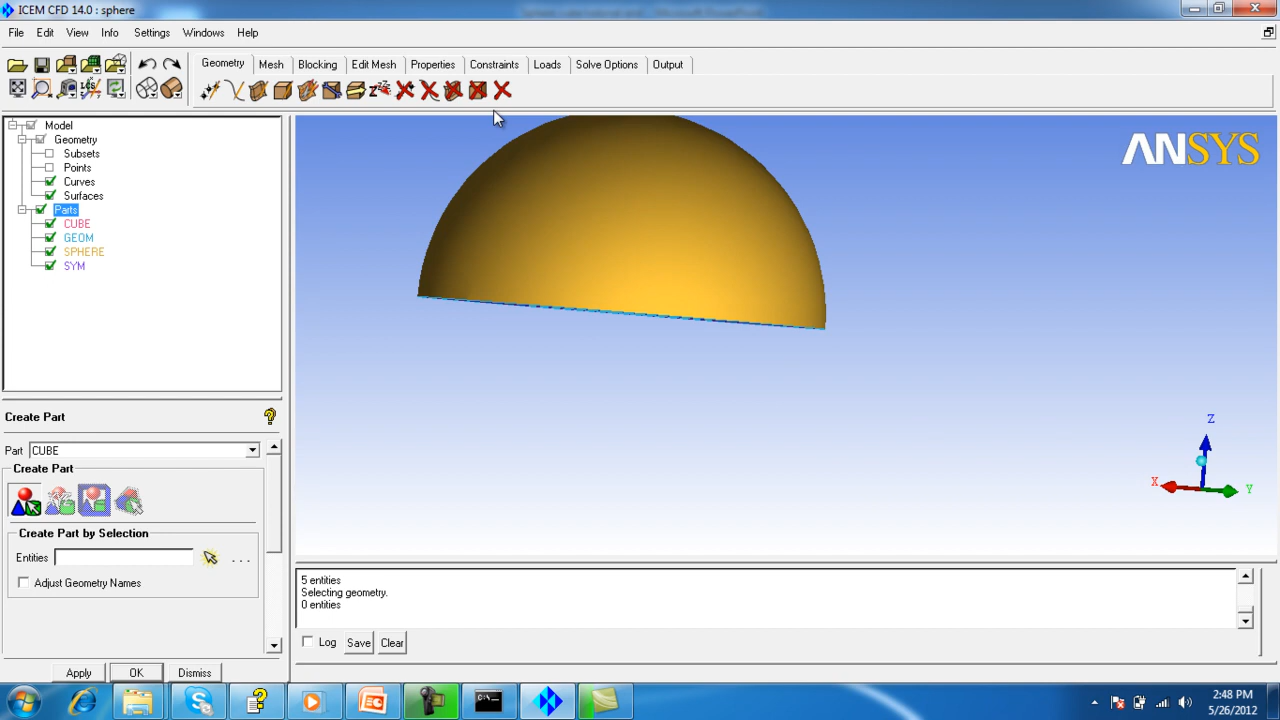 ICEM CFD 14.0 : sphere
File Edit View Info Settings Windows Help
Geometry Mesh Blocking Edit Mesh Properties Constraints Loads Solve Options Output
LCS
Model
Geometry
Subsets
Points
Curves
Surfaces
Parts
CUBE
GEOM
SPHERE
SYM
ANSYS
Z
X
Y
Create Part
Part CUBE
Create Part
Create Part by Selection
Entities
Adjust Geometry Names
Apply OK Dismiss
5 entities
Selecting geometry.
0 entities
Log Save Clear
2:48 PM
5/26/2012